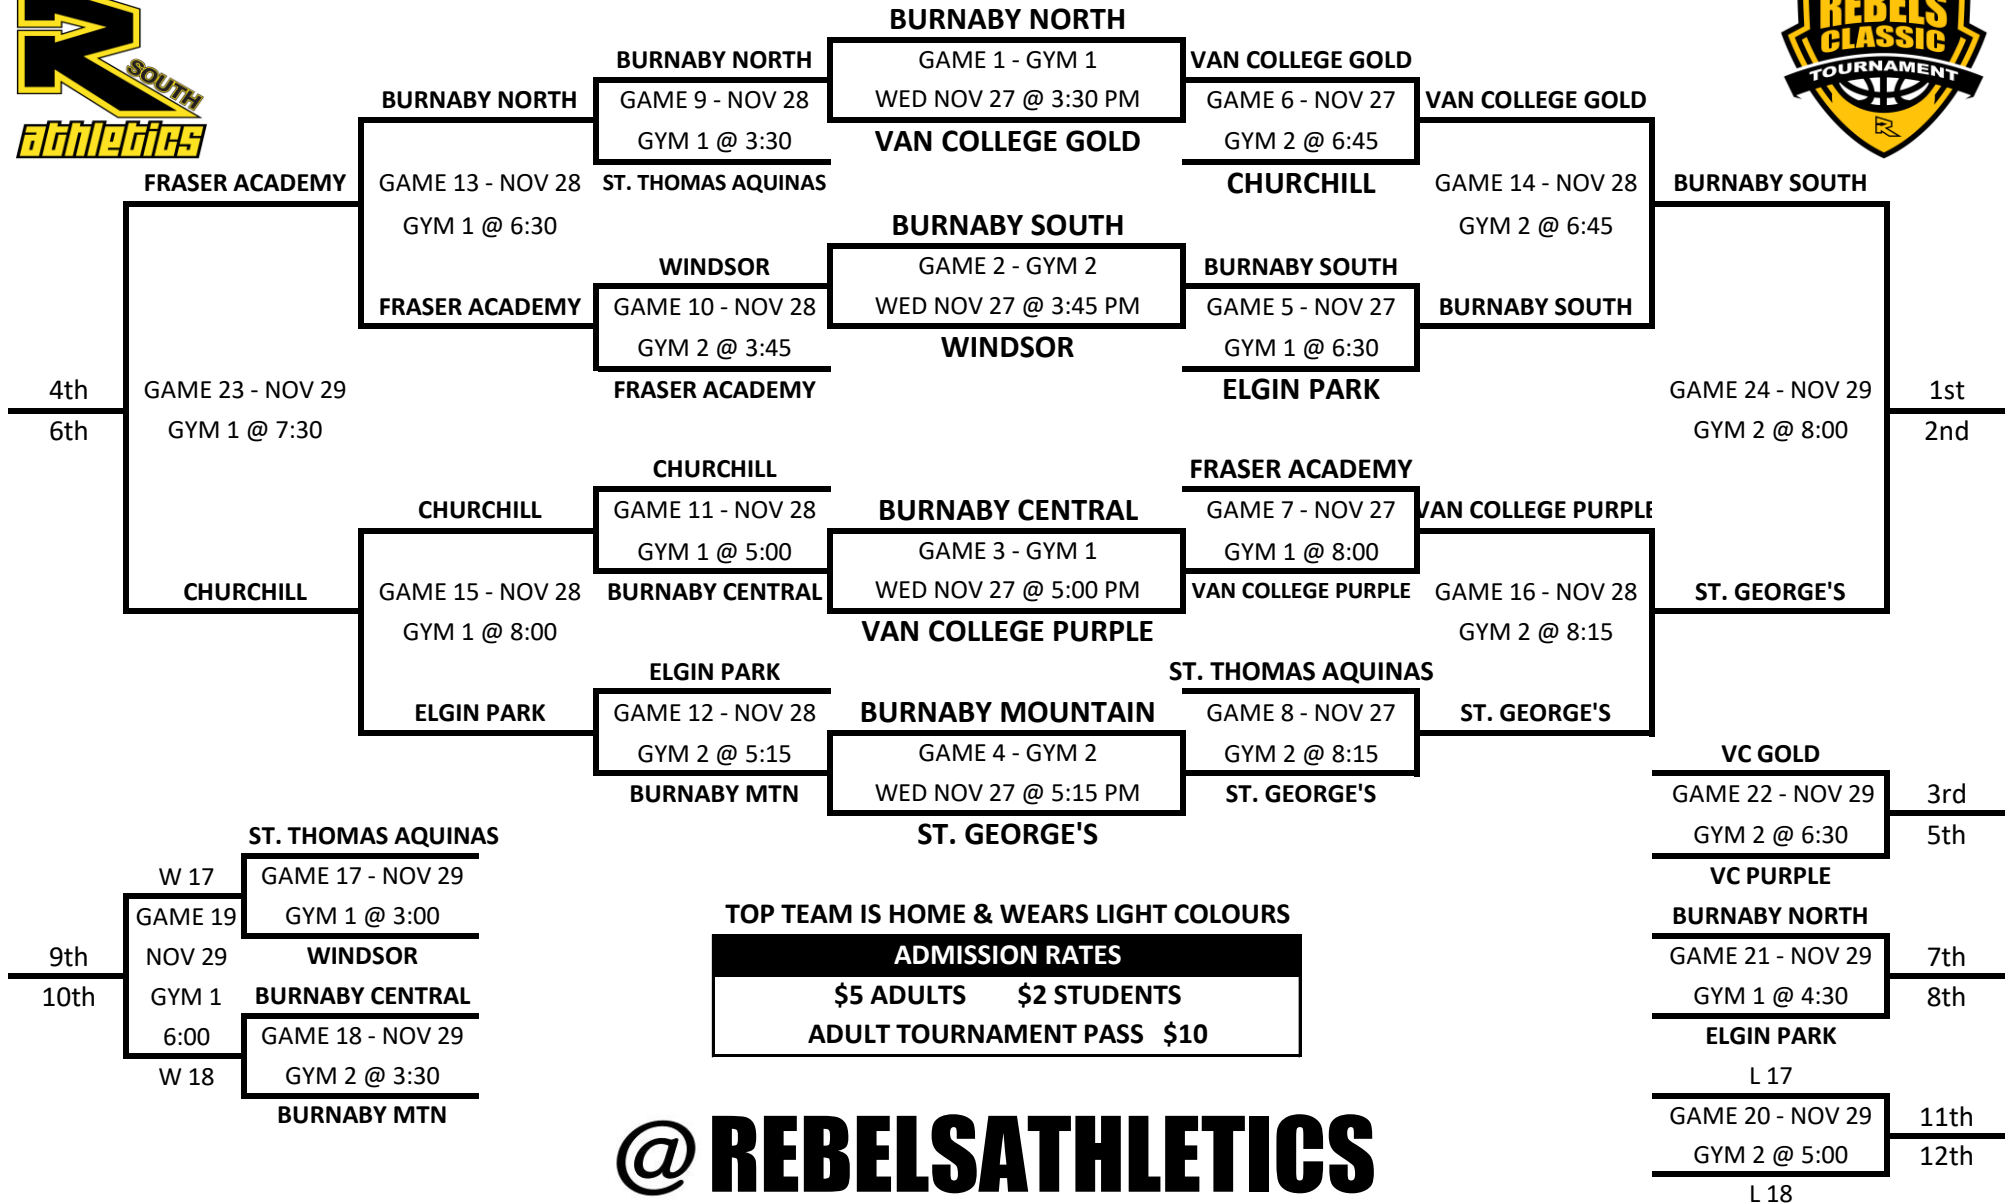 R
SOUTH
athletics
REBELS
CLASSIC
TOURNAMENT
R
BURNABY NORTH
BURNABY NORTH
GAME 1 - GYM 1
VAN COLLEGE GOLD
BURNABY NORTH
GAME 9 - NOV 28
WED NOV 27 @ 3:30 PM
GAME 6 - NOV 27
VAN COLLEGE GOLD
GYM 1 @ 3:30
VAN COLLEGE GOLD
GYM 2 @ 6:45
FRASER ACADEMY
GAME 13 - NOV 28
ST. THOMAS AQUINAS
CHURCHILL
GAME 14 - NOV 28
BURNABY SOUTH
GYM 1 @ 6:30
BURNABY SOUTH
GYM 2 @ 6:45
WINDSOR
GAME 2 - GYM 2
BURNABY SOUTH
FRASER ACADEMY
GAME 10 - NOV 28
WED NOV 27 @ 3:45 PM
GAME 5 - NOV 27
BURNABY SOUTH
GYM 2 @ 3:45
WINDSOR
GYM 1 @ 6:30
4th
GAME 23 - NOV 29
FRASER ACADEMY
ELGIN PARK
GAME 24 - NOV 29
1st
6th
GYM 1 @ 7:30
GYM 2 @ 8:00
2nd
CHURCHILL
FRASER ACADEMY
CHURCHILL
GAME 11 - NOV 28
BURNABY CENTRAL
GAME 7 - NOV 27
VAN COLLEGE PURPLE
GYM 1 @ 5:00
GAME 3 - GYM 1
GYM 1 @ 8:00
CHURCHILL
GAME 15 - NOV 28
BURNABY CENTRAL
WED NOV 27 @ 5:00 PM
VAN COLLEGE PURPLE
GAME 16 - NOV 28
ST. GEORGE'S
GYM 1 @ 8:00
VAN COLLEGE PURPLE
GYM 2 @ 8:15
ELGIN PARK
ST. THOMAS AQUINAS
ELGIN PARK
GAME 12 - NOV 28
BURNABY MOUNTAIN
GAME 8 - NOV 27
ST. GEORGE'S
GYM 2 @ 5:15
GAME 4 - GYM 2
GYM 2 @ 8:15
VC GOLD
BURNABY MTN
WED NOV 27 @ 5:15 PM
ST. GEORGE'S
GAME 22 - NOV 29
3rd
ST. THOMAS AQUINAS
ST. GEORGE'S
GYM 2 @ 6:30
5th
W 17
GAME 17 - NOV 29
VC PURPLE
GAME 19
GYM 1 @ 3:00
TOP TEAM IS HOME & WEARS LIGHT COLOURS
BURNABY NORTH
9th
NOV 29
WINDSOR
ADMISSION RATES
GAME 21 - NOV 29
7th
10th
GYM 1
BURNABY CENTRAL
$5 ADULTS $2 STUDENTS
GYM 1 @ 4:30
8th
6:00
GAME 18 - NOV 29
ADULT TOURNAMENT PASS $10
ELGIN PARK
W 18
GYM 2 @ 3:30
L 17
BURNABY MTN
GAME 20 - NOV 29
11th
@REBELSATHLETICS
GYM 2 @ 5:00
12th
L 18